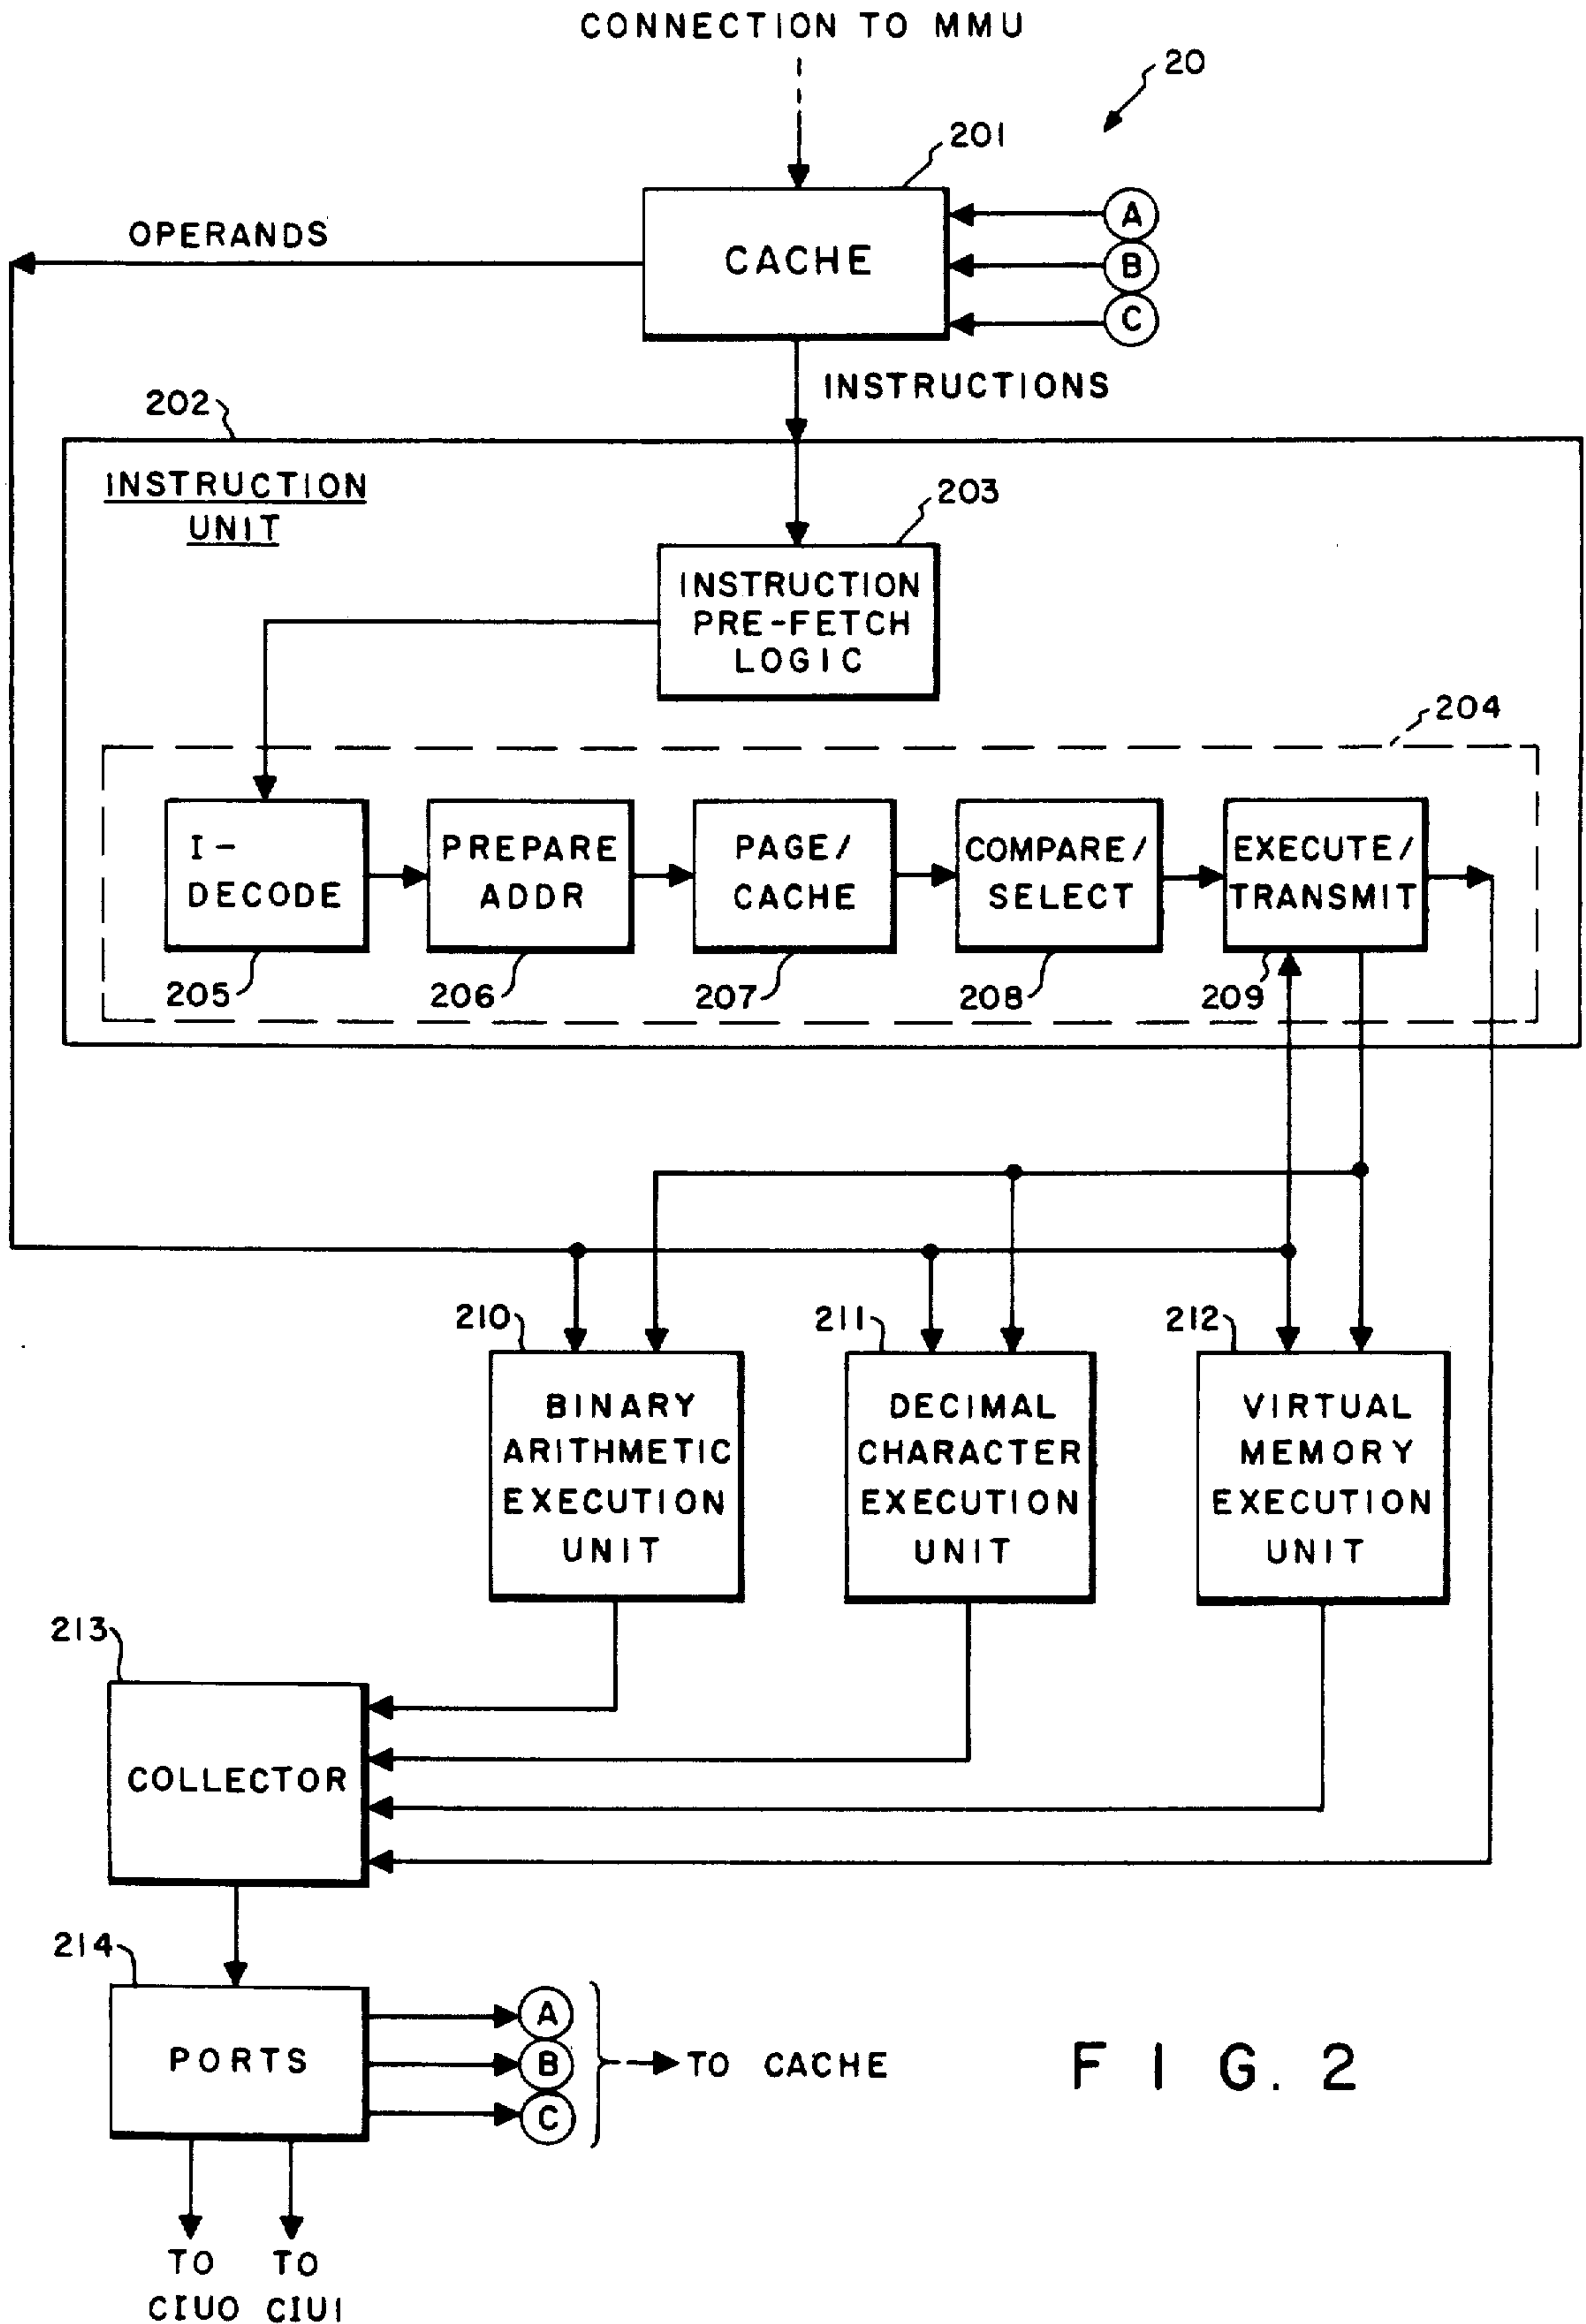 CONNECTION TO MMU
20
201
OPERANDS
CACHE
A
B
C
INSTRUCTIONS
202
INSTRUCTION
UNIT
203
INSTRUCTION
PRE-FETCH
LOGIC
204
I-
DECODE
PREPARE
ADDR
PAGE/
CACHE
COMPARE/
SELECT
EXECUTE/
TRANSMIT
205
206
207
208
209
210
211
212
BINARY
ARITHMETIC
EXECUTION
UNIT
DECIMAL
CHARACTER
EXECUTION
UNIT
VIRTUAL
MEMORY
EXECUTION
UNIT
213
COLLECTOR
214
PORTS
A
B
C
TO CACHE
FIG. 2
TO
CIU0
TO
CIU1